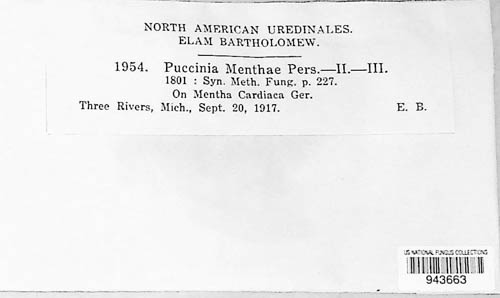 NORTH AMERICAN UREDINALES.
ELAM BARTHOLOMEW.
1954. Puccinia Menthae Pers.—II.—III.
1801 : Syn. Meth. Fung. p. 227.
On Mentha Cardiaca Ger.
Three Rivers, Mich., Sept. 20, 1917. E. B.
US NATIONAL FUNGUS COLLECTIONS
943663